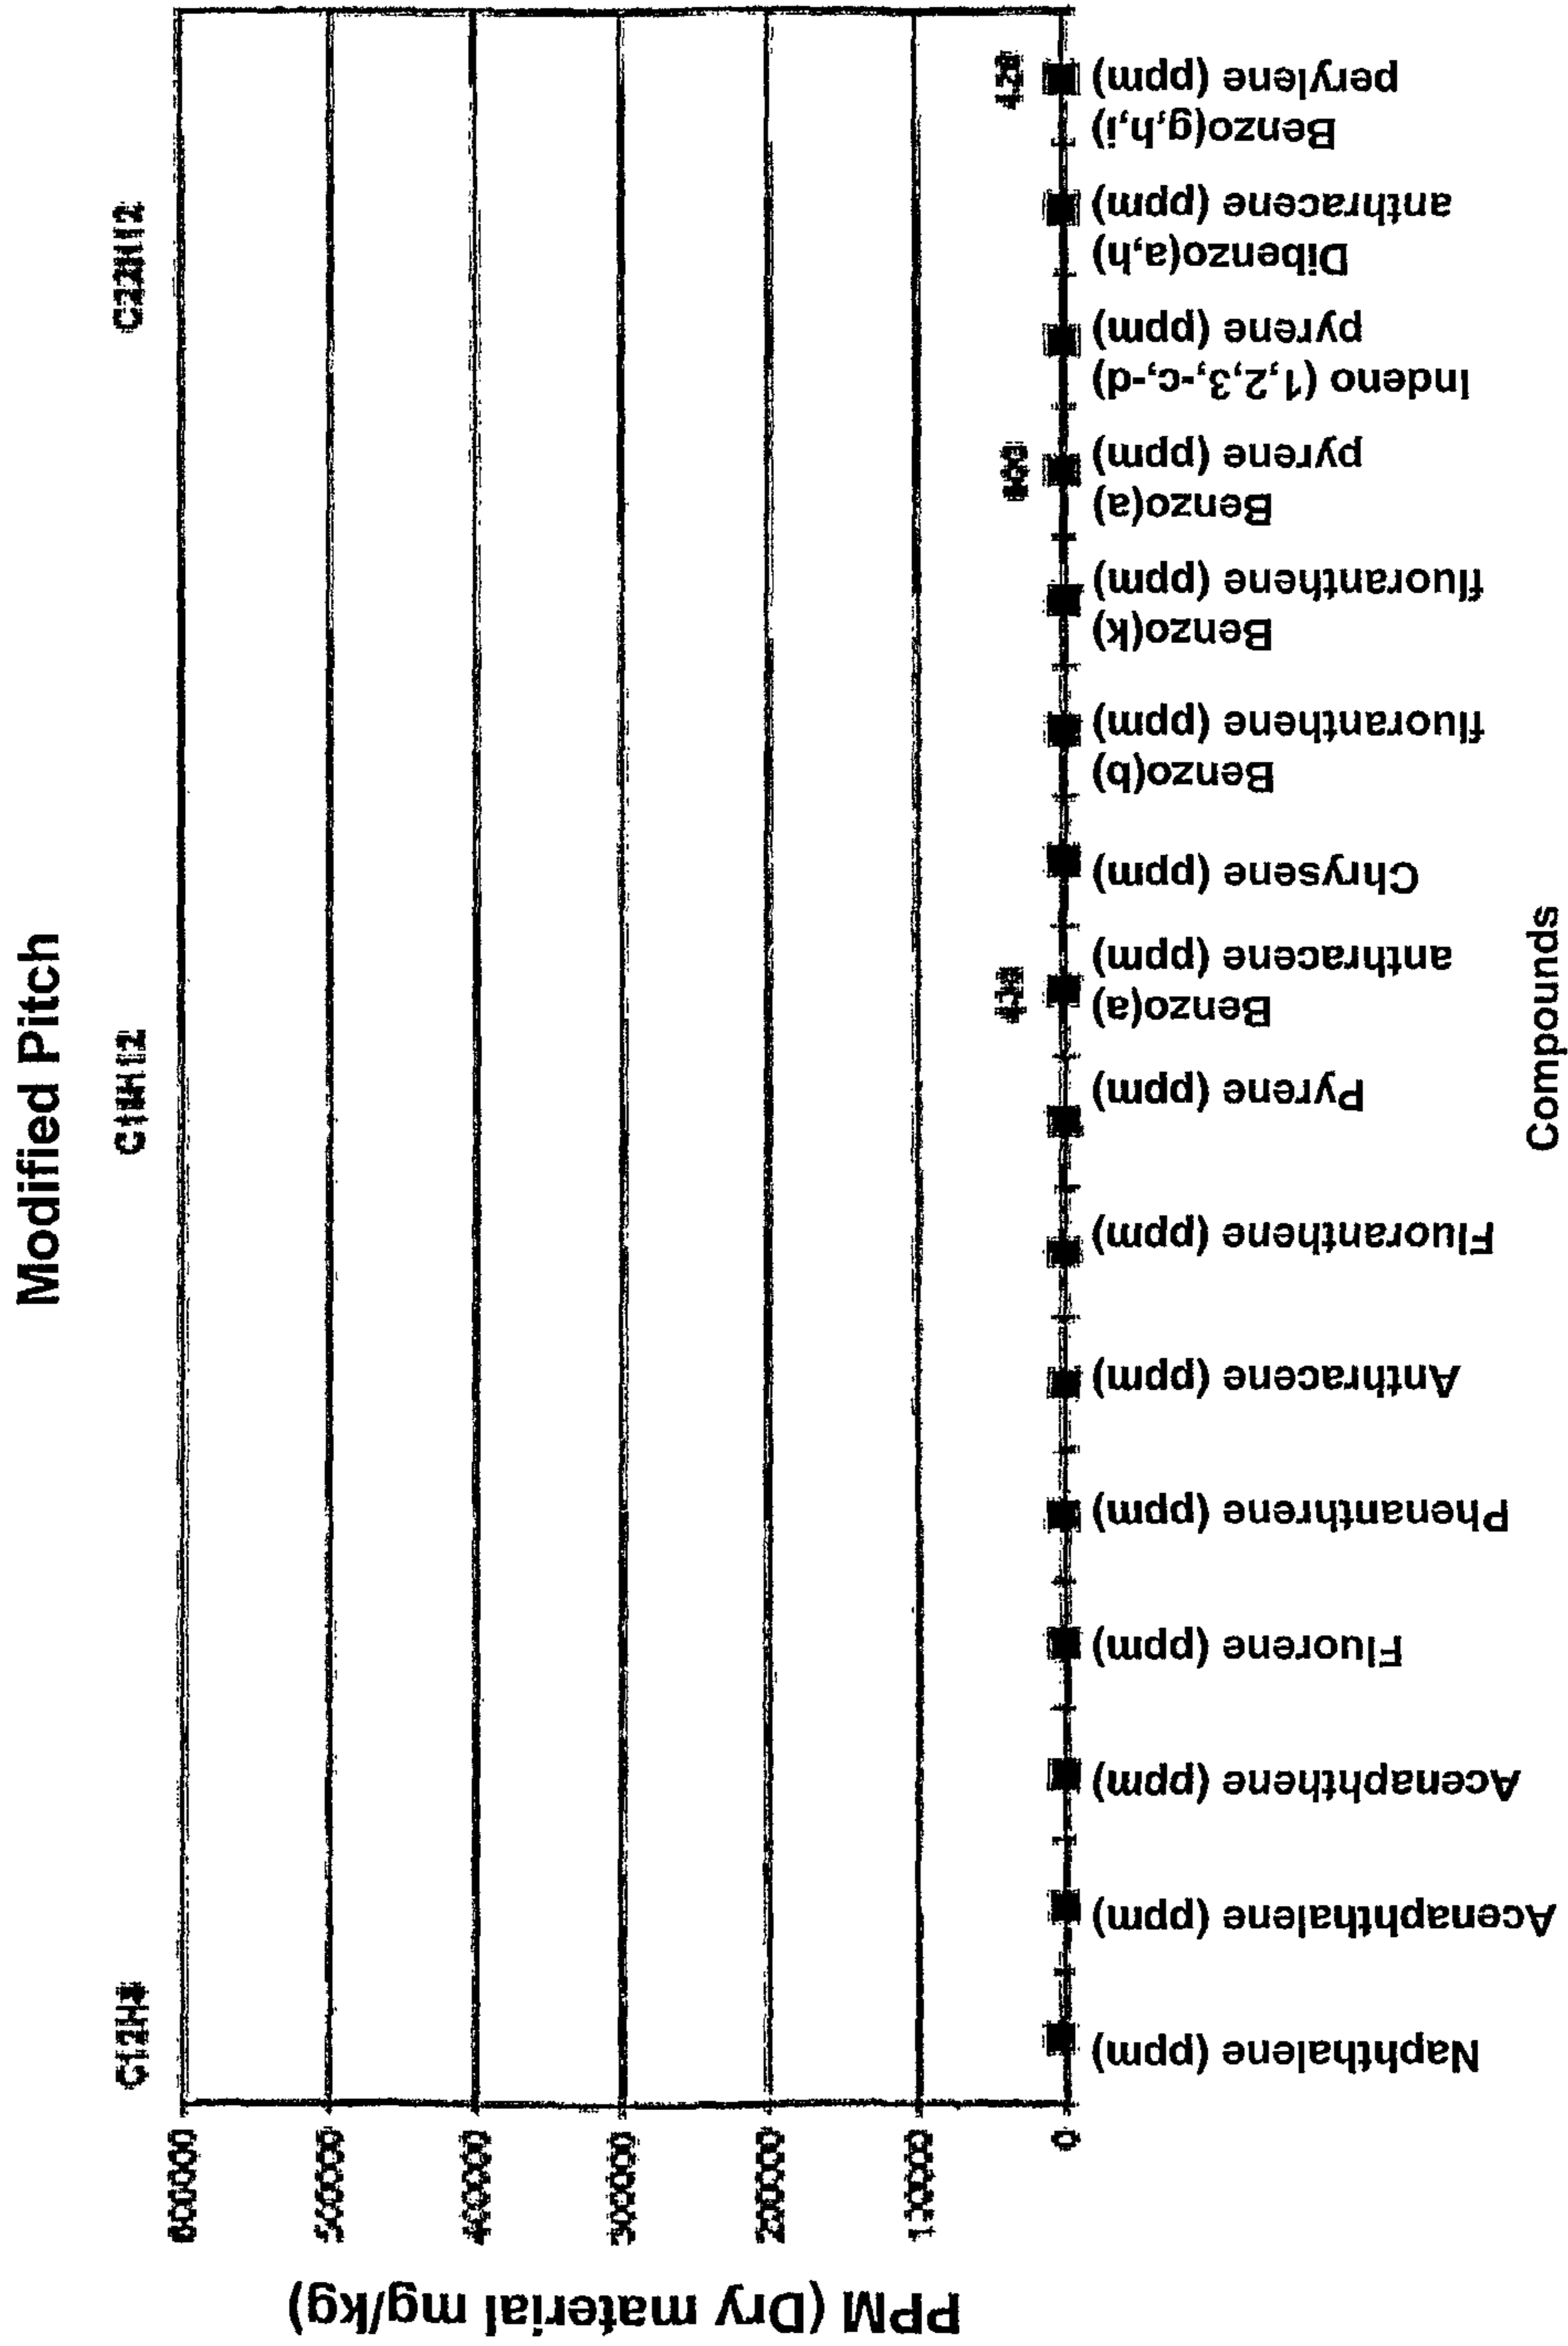 Modified Pitch
C22H12
PPM (Dry material mg/kg)
600000
500000
400000
300000
200000
100000
0
Naphthalene (ppm)
Acenaphthalene (ppm)
Acenaphthene (ppm)
Fluorene (ppm)
Phenanthrene (ppm)
Anthracene (ppm)
Fluoranthene (ppm)
Pyrene (ppm)
Benzo(a)
anthracene (ppm)
Chrysene (ppm)
Benzo(b)
fluoranthene (ppm)
Benzo(k)
fluoranthene (ppm)
Benzo(a)
pyrene (ppm)
Indeno (1,2,3,-c,-d)
pyrene (ppm)
Dibenzo(a,h)
anthracene (ppm)
Benzo(g,h,i)
perylene (ppm)
Compounds